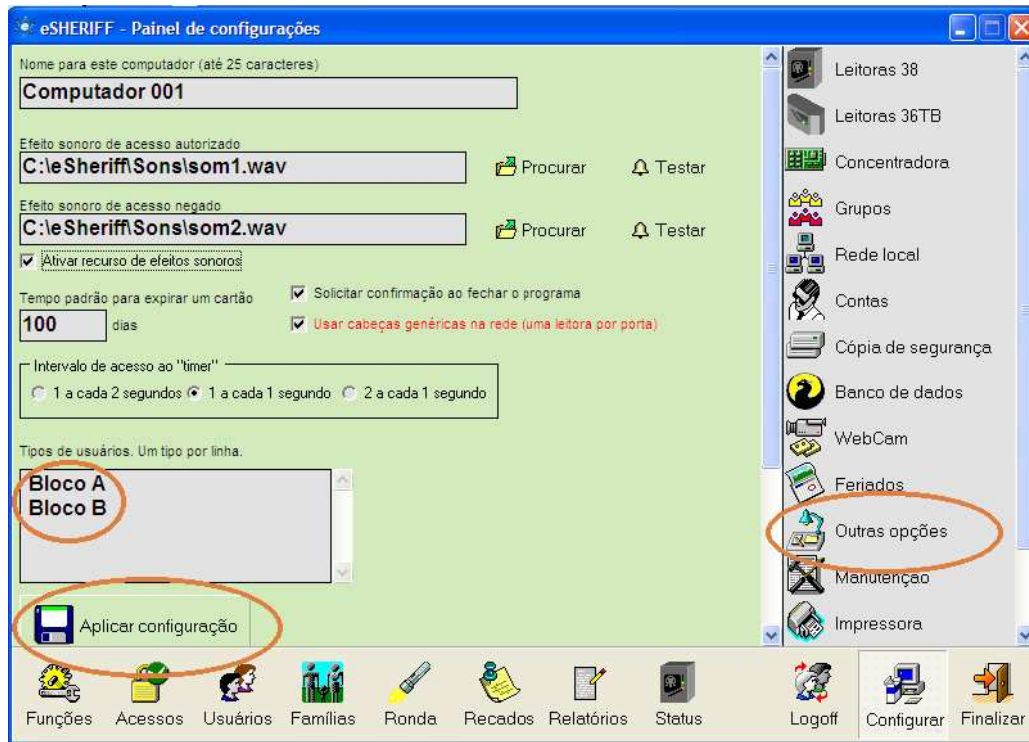 eSHERIFF - Painel de configurações
Nome para este computador (até 25 caracteres)
Computador 001
Efeito sonoro de acesso autorizado
C:\eSheriff\Sons\som1.wav
Procurar
Testar
Efeito sonoro de acesso negado
C:\eSheriff\Sons\som2.wav
Procurar
Testar
Ativar recurso de efeitos sonoros
Tempo padrão para expirar um cartão
100 dias
Solicitar confirmação ao fechar o programa
Usar cabeças genéricas na rede (uma leitora por porta)
Intervalo de acesso ao "timer"
1 a cada 2 segundos 1 a cada 1 segundo 2 a cada 1 segundo
Tipos de usuários. Um tipo por linha.
Bloco A
Bloco B
Aplicar configuração
Leitoras 38
Leitoras 36TB
Concentradora
Grupos
Rede local
Contas
Cópia de segurança
Banco de dados
WebCam
Feriados
Outras opções
Manutenção
Impressora
Funções Acessos Usuários Famílias Ronda Recados Relatórios Status Logoff Configurar Finalizar